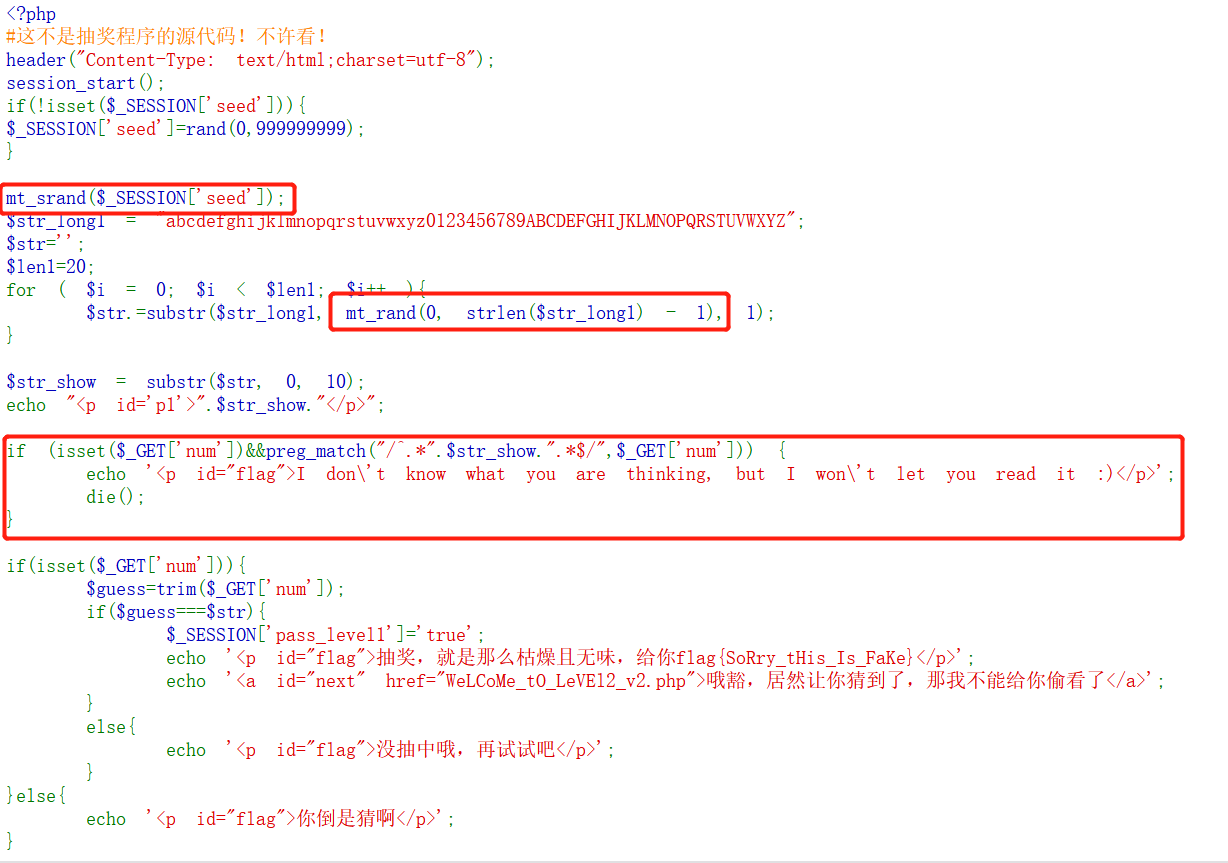 <?php
#这不是抽奖程序的源代码！不许看！
header("Content-Type:  text/html;charset=utf-8");
session_start();
if(!isset($_SESSION['seed'])){
$_SESSION['seed']=rand(0,999999999);
}
mt_srand($_SESSION['seed']);
$str_long1  =  "abcdefghijklmnopqrstuvwxyz0123456789ABCDEFGHIJKLMNOPQRSTUVWXYZ";
$str='';
$len1=20;
for  (  $i  =  0;  $i  <  $len1;  $i++  ){
        $str.=substr($str_long1,  mt_rand(0,  strlen($str_long1)  -  1),  1);
}
$str_show  =  substr($str,  0,  10);
echo  "<p  id='p1'>".$str_show."</p>";
if  (isset($_GET['num'])&&preg_match("/^.*".$str_show.".*$/",$_GET['num']))  {
        echo  '<p  id="flag">I  don\'t  know  what  you  are  thinking,  but  I  won\'t  let  you  read  it  :)</p>';
        die();
}
if(isset($_GET['num'])){
        $guess=trim($_GET['num']);
        if($guess===$str){
                $_SESSION['pass_level1']='true';
                echo  '<p  id="flag">抽奖，就是那么枯燥且无味，给你flag{SoRry_tHis_Is_FaKe}</p>';
                echo  '<a  id="next"  href="WeLCoMe_tO_LeVEl2_v2.php">哦豁，居然让你猜到了，那我不能给你偷看了</a>';
        }
        else{
                echo  '<p  id="flag">没抽中哦，再试试吧</p>';
        }
}else{
        echo  '<p  id="flag">你倒是猜啊</p>';
}